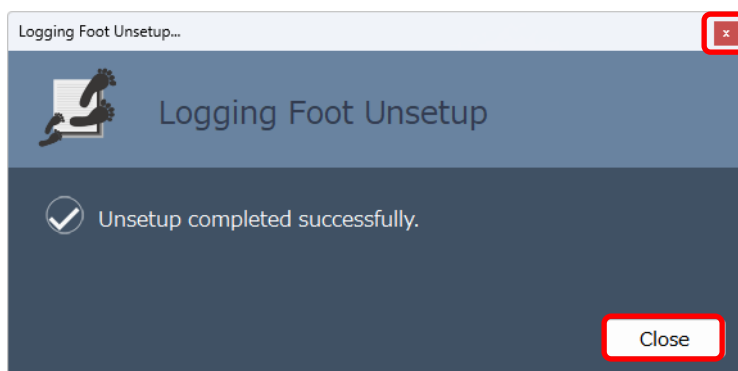 Logging Foot Unsetup...
x
Logging Foot Unsetup
Unsetup completed successfully.
Close